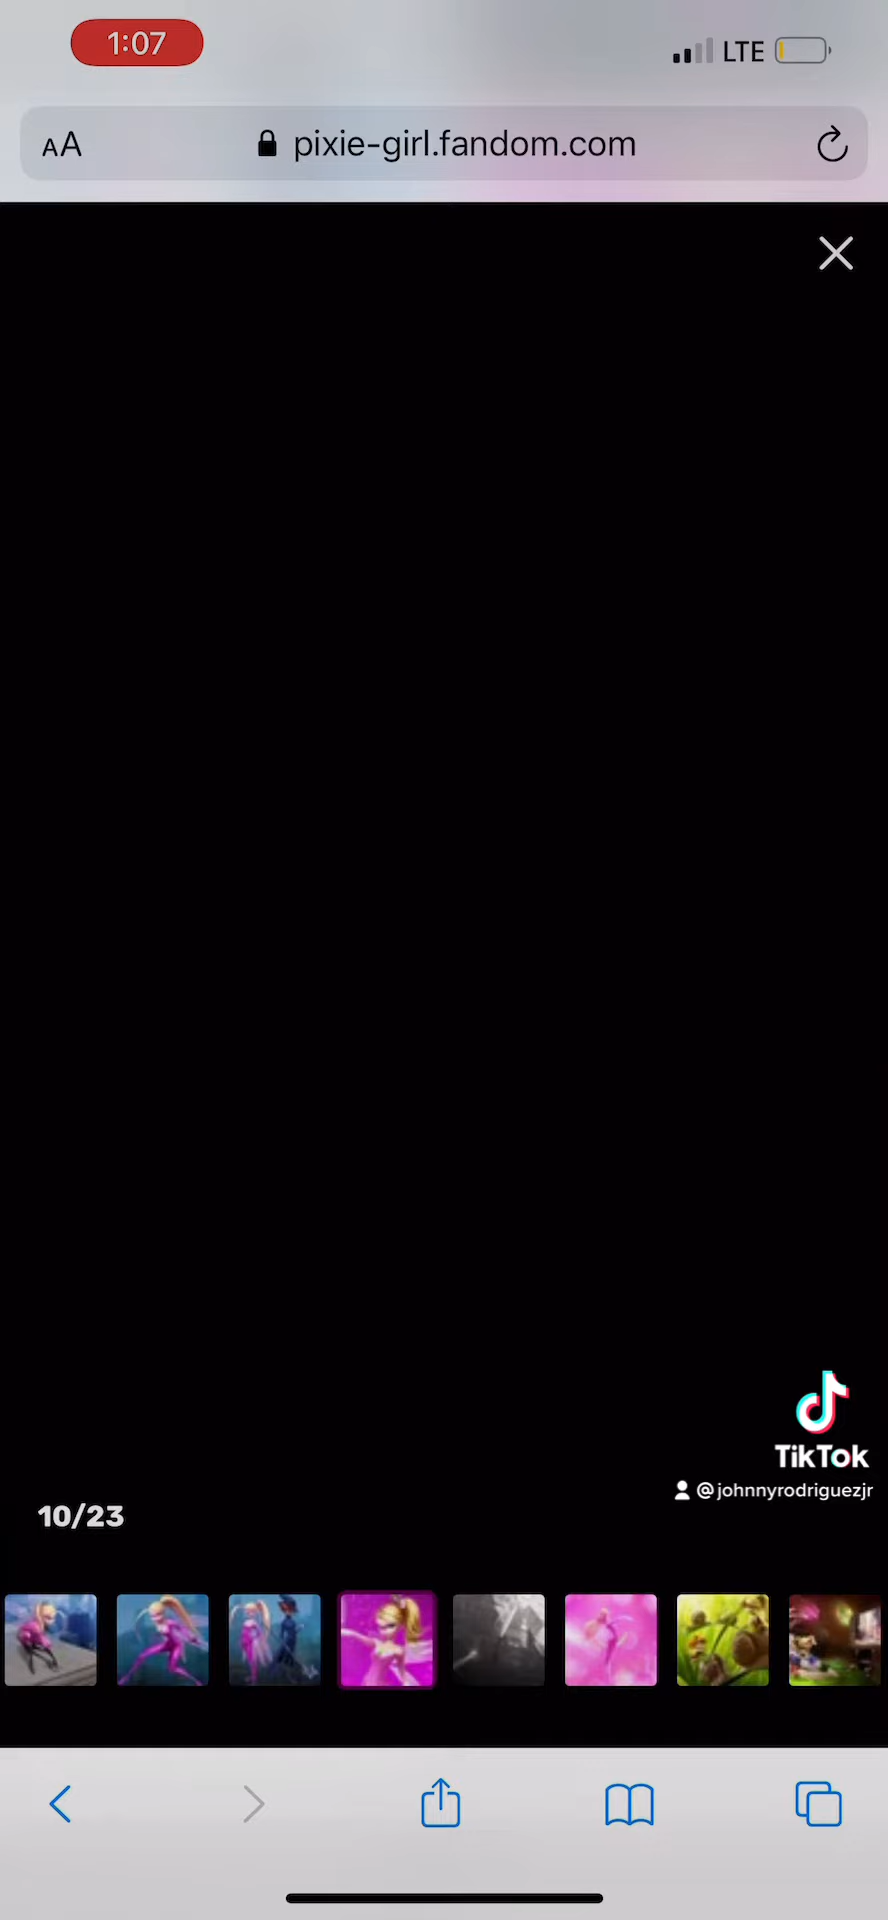 1:07
LTE
AA
pixie-girl.fandom.com
TikTok
@johnnyrodriguezjr
10/23